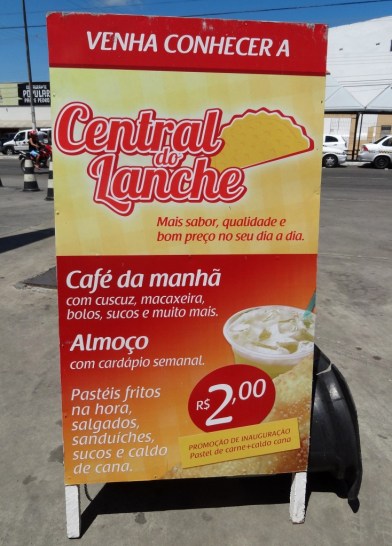 VENHA CONHECER A
Central
do
Lanche
Mais sabor, qualidade e
bom preço no seu dia a dia.
Café da manhã
com cuscuz, macaxeira,
bolos, sucos e muito mais.
Almoço
com cardápio semanal.
Pastéis fritos
na hora,
salgados,
sanduíches,
sucos e caldo
de cana.
R$ 2,00
PROMOÇÃO DE INAUGURAÇÃO
Pastel de carne+caldo cana